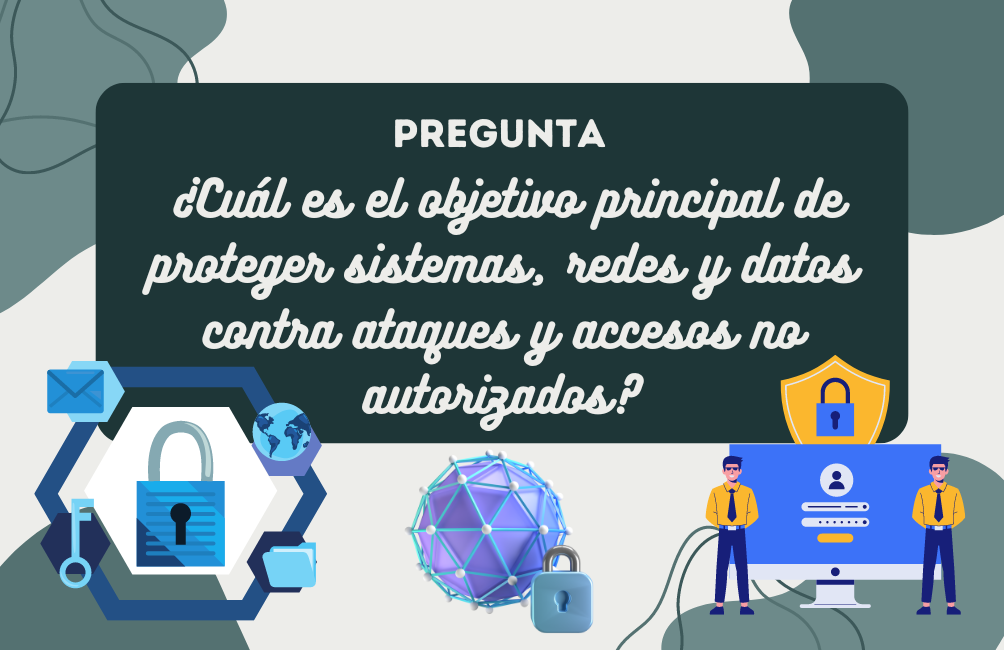 PREGUNTA
¿Cuál es el objetivo principal de
proteger sistemas, redes y datos
contra ataques y accesos no
autorizados?